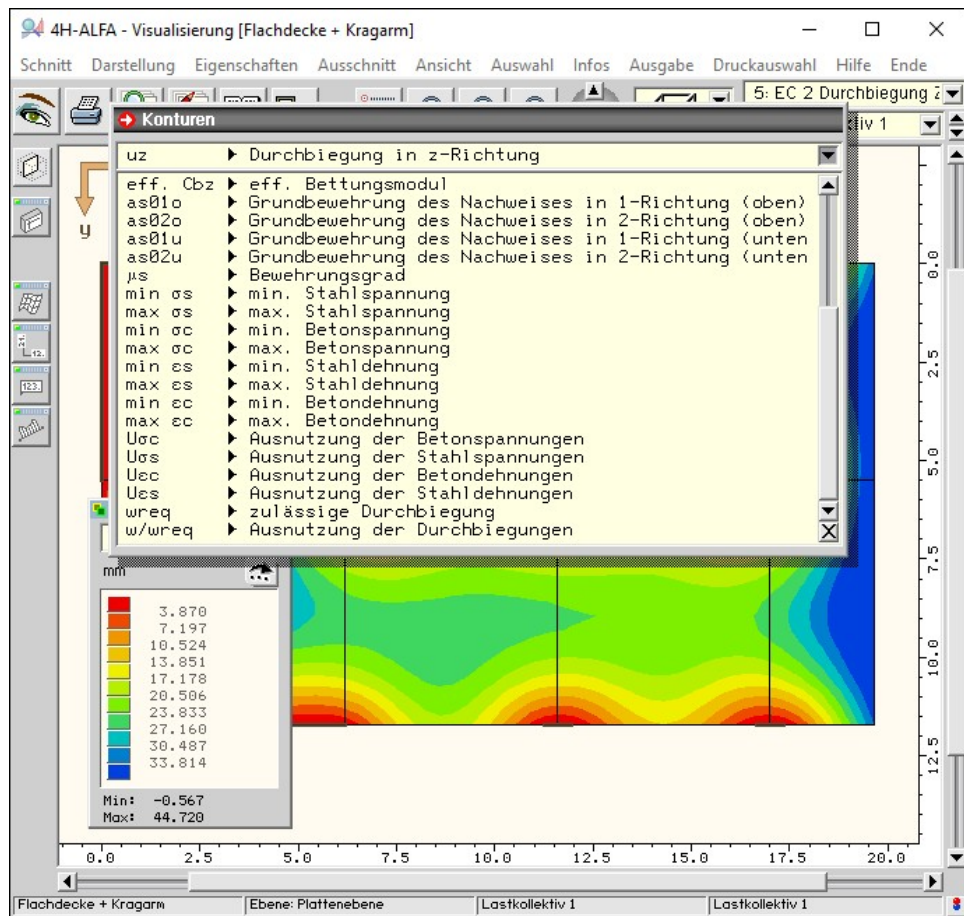 4H-ALFA - Visualisierung [Flachdecke + Kragarm]
Schnitt Darstellung Eigenschaften Ausschnitt Ansicht Auswahl Infos Ausgabe Druckauswahl Hilfe Ende
5: EC 2 Durchbiegung Z
iv 1
Konturen
uz Durchbiegung in z-Richtung
eff. Cbz eff. Bettungsmodul
as01o Grundbewehrung des Nachweises in 1-Richtung (oben)
as02o Grundbewehrung des Nachweises in 2-Richtung (oben)
as01u Grundbewehrung des Nachweises in 1-Richtung (unten
as02u Grundbewehrung des Nachweises in 2-Richtung (unten
μs Bewehrungsgrad
min σs min. Stahlspannung
max σs max. Stahlspannung
min σc min. Betonspannung
max σc max. Betonspannung
min εs min. Stahldehnung
max εs max. Stahldehnung
min εc min. Betondehnung
max εc max. Betondehnung
Uσc Ausnutzung der Betonspannungen
Uσs Ausnutzung der Stahlspannungen
Uεc Ausnutzung der Betondehnungen
Uεs Ausnutzung der Stahldehnungen
wreq zulässige Durchbiegung
w/wreq Ausnutzung der Durchbiegungen
y
12.
123.
mm
3.870
7.197
10.524
13.851
17.178
20.506
23.833
27.160
30.487
33.814
Min: -0.567
Max: 44.720
0.0
2.5
5.0
7.5
10.0
12.5
0.0 2.5 5.0 7.5 10.0 12.5 15.0 17.5 20.0
Flachdecke + Kragarm Ebene: Plattenebene Lastkollektiv 1 Lastkollektiv 1